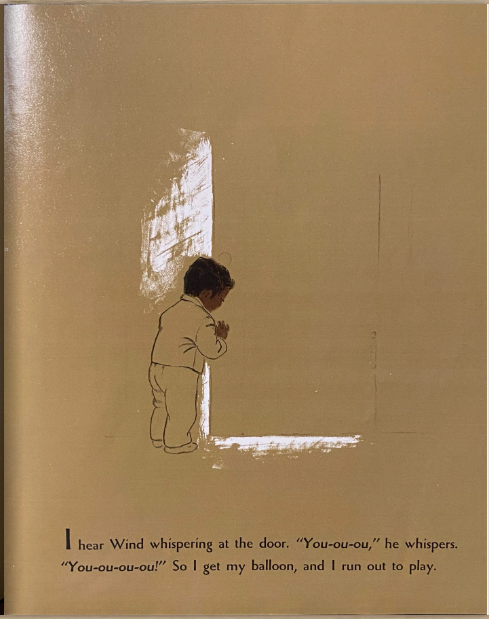 I hear Wind whispering at the door. “You-ou-ou,” he whispers.
“You-ou-ou-ou!” So I get my balloon, and I run out to play.